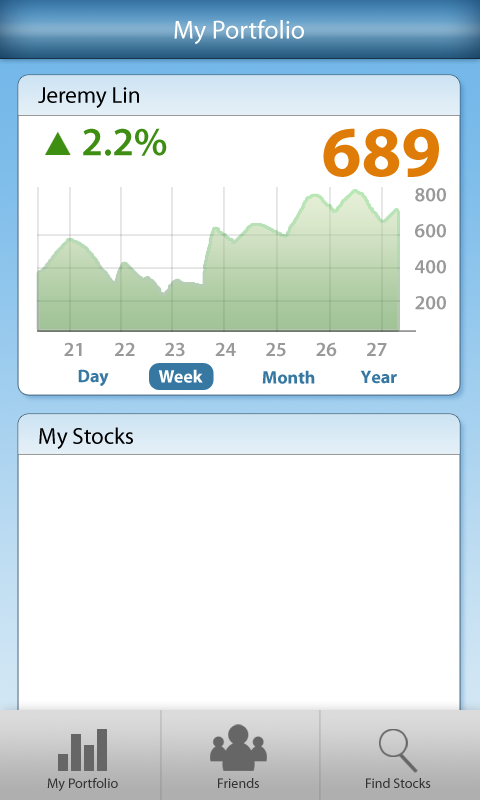 My Portfolio
Jeremy Lin
▲ 2.2%
689
800
600
400
200
21 22 23 24 25 26 27
Day Week Month Year
My Stocks
My Portfolio Friends Find Stocks